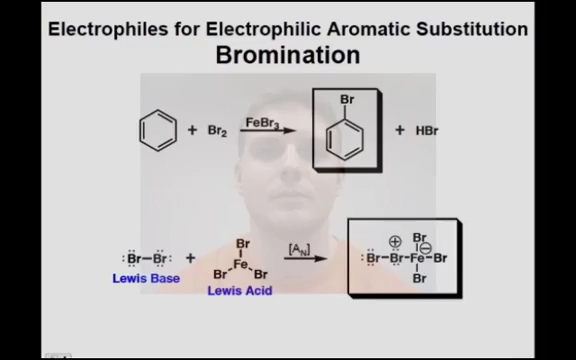 Electrophiles for Electrophilic Aromatic Substitution
Bromination
+ Br₂ FeBr₃ Br + HBr
:Br—Br: + Br Fe Br Br [Aₙ] :Br—Br—Fe—Br Br Br ⊕ ⊖
Lewis Base
Lewis Acid